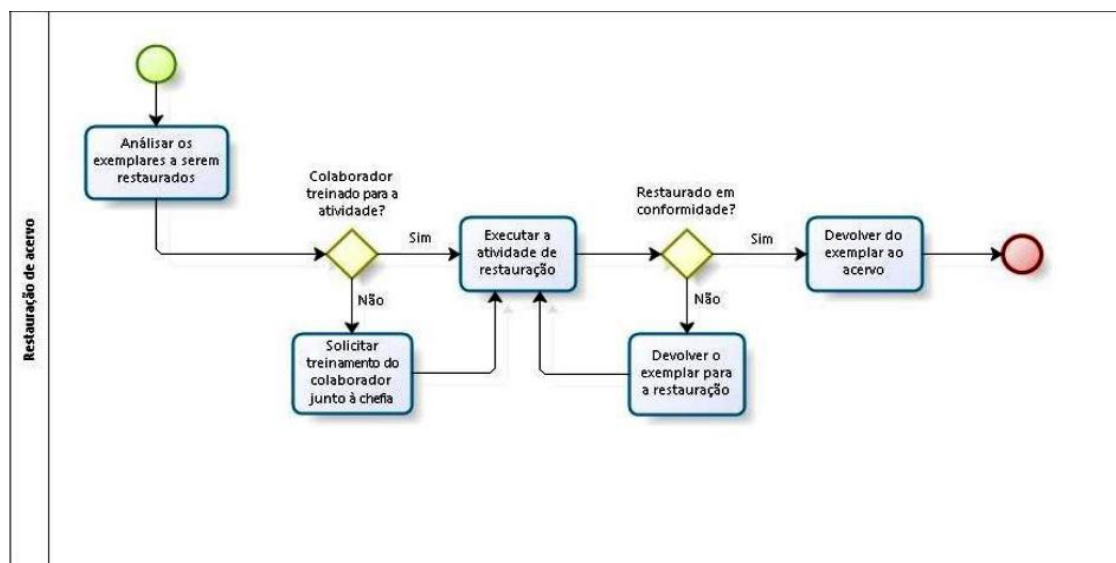 Restauração de acervo
Análisar os
exemplares a serem
restaurados
Colaborador
treinado para a
atividade?
Sim
Não
Solicitar
treinamento do
colaborador
junto à chefia
Executar a
atividade de
restauração
Restaurado em
conformidade?
Sim
Não
Devolver o
exemplar para
a restauração
Devolver do
exemplar ao
acervo